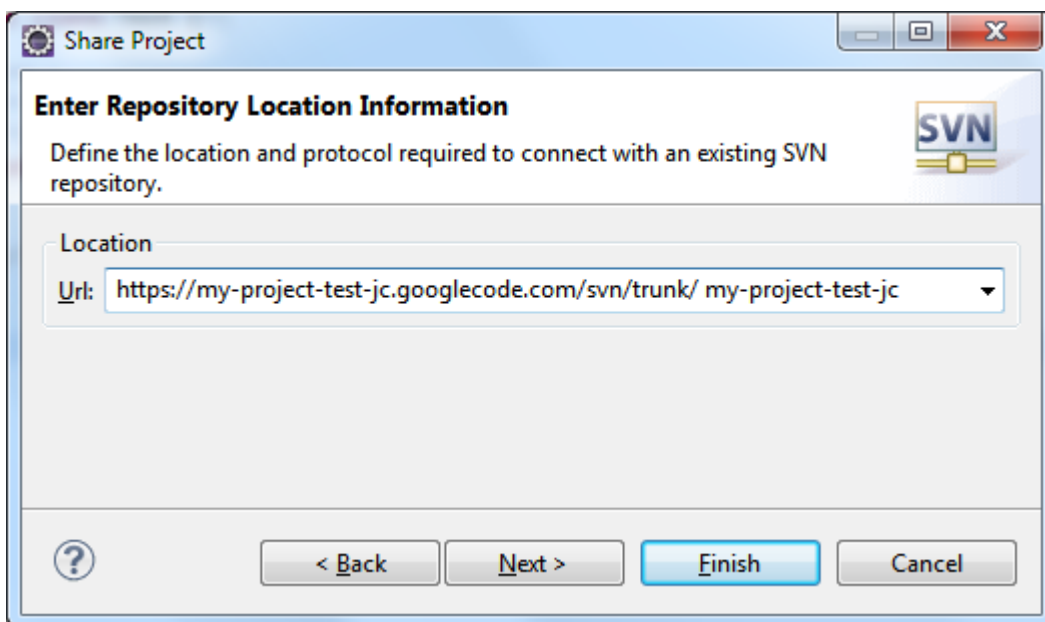 Share Project
Enter Repository Location Information
SVN
Define the location and protocol required to connect with an existing SVN
repository.
Location
Url: https://my-project-test-jc.googlecode.com/svn/trunk/ my-project-test-jc
? < Back Next > Finish Cancel